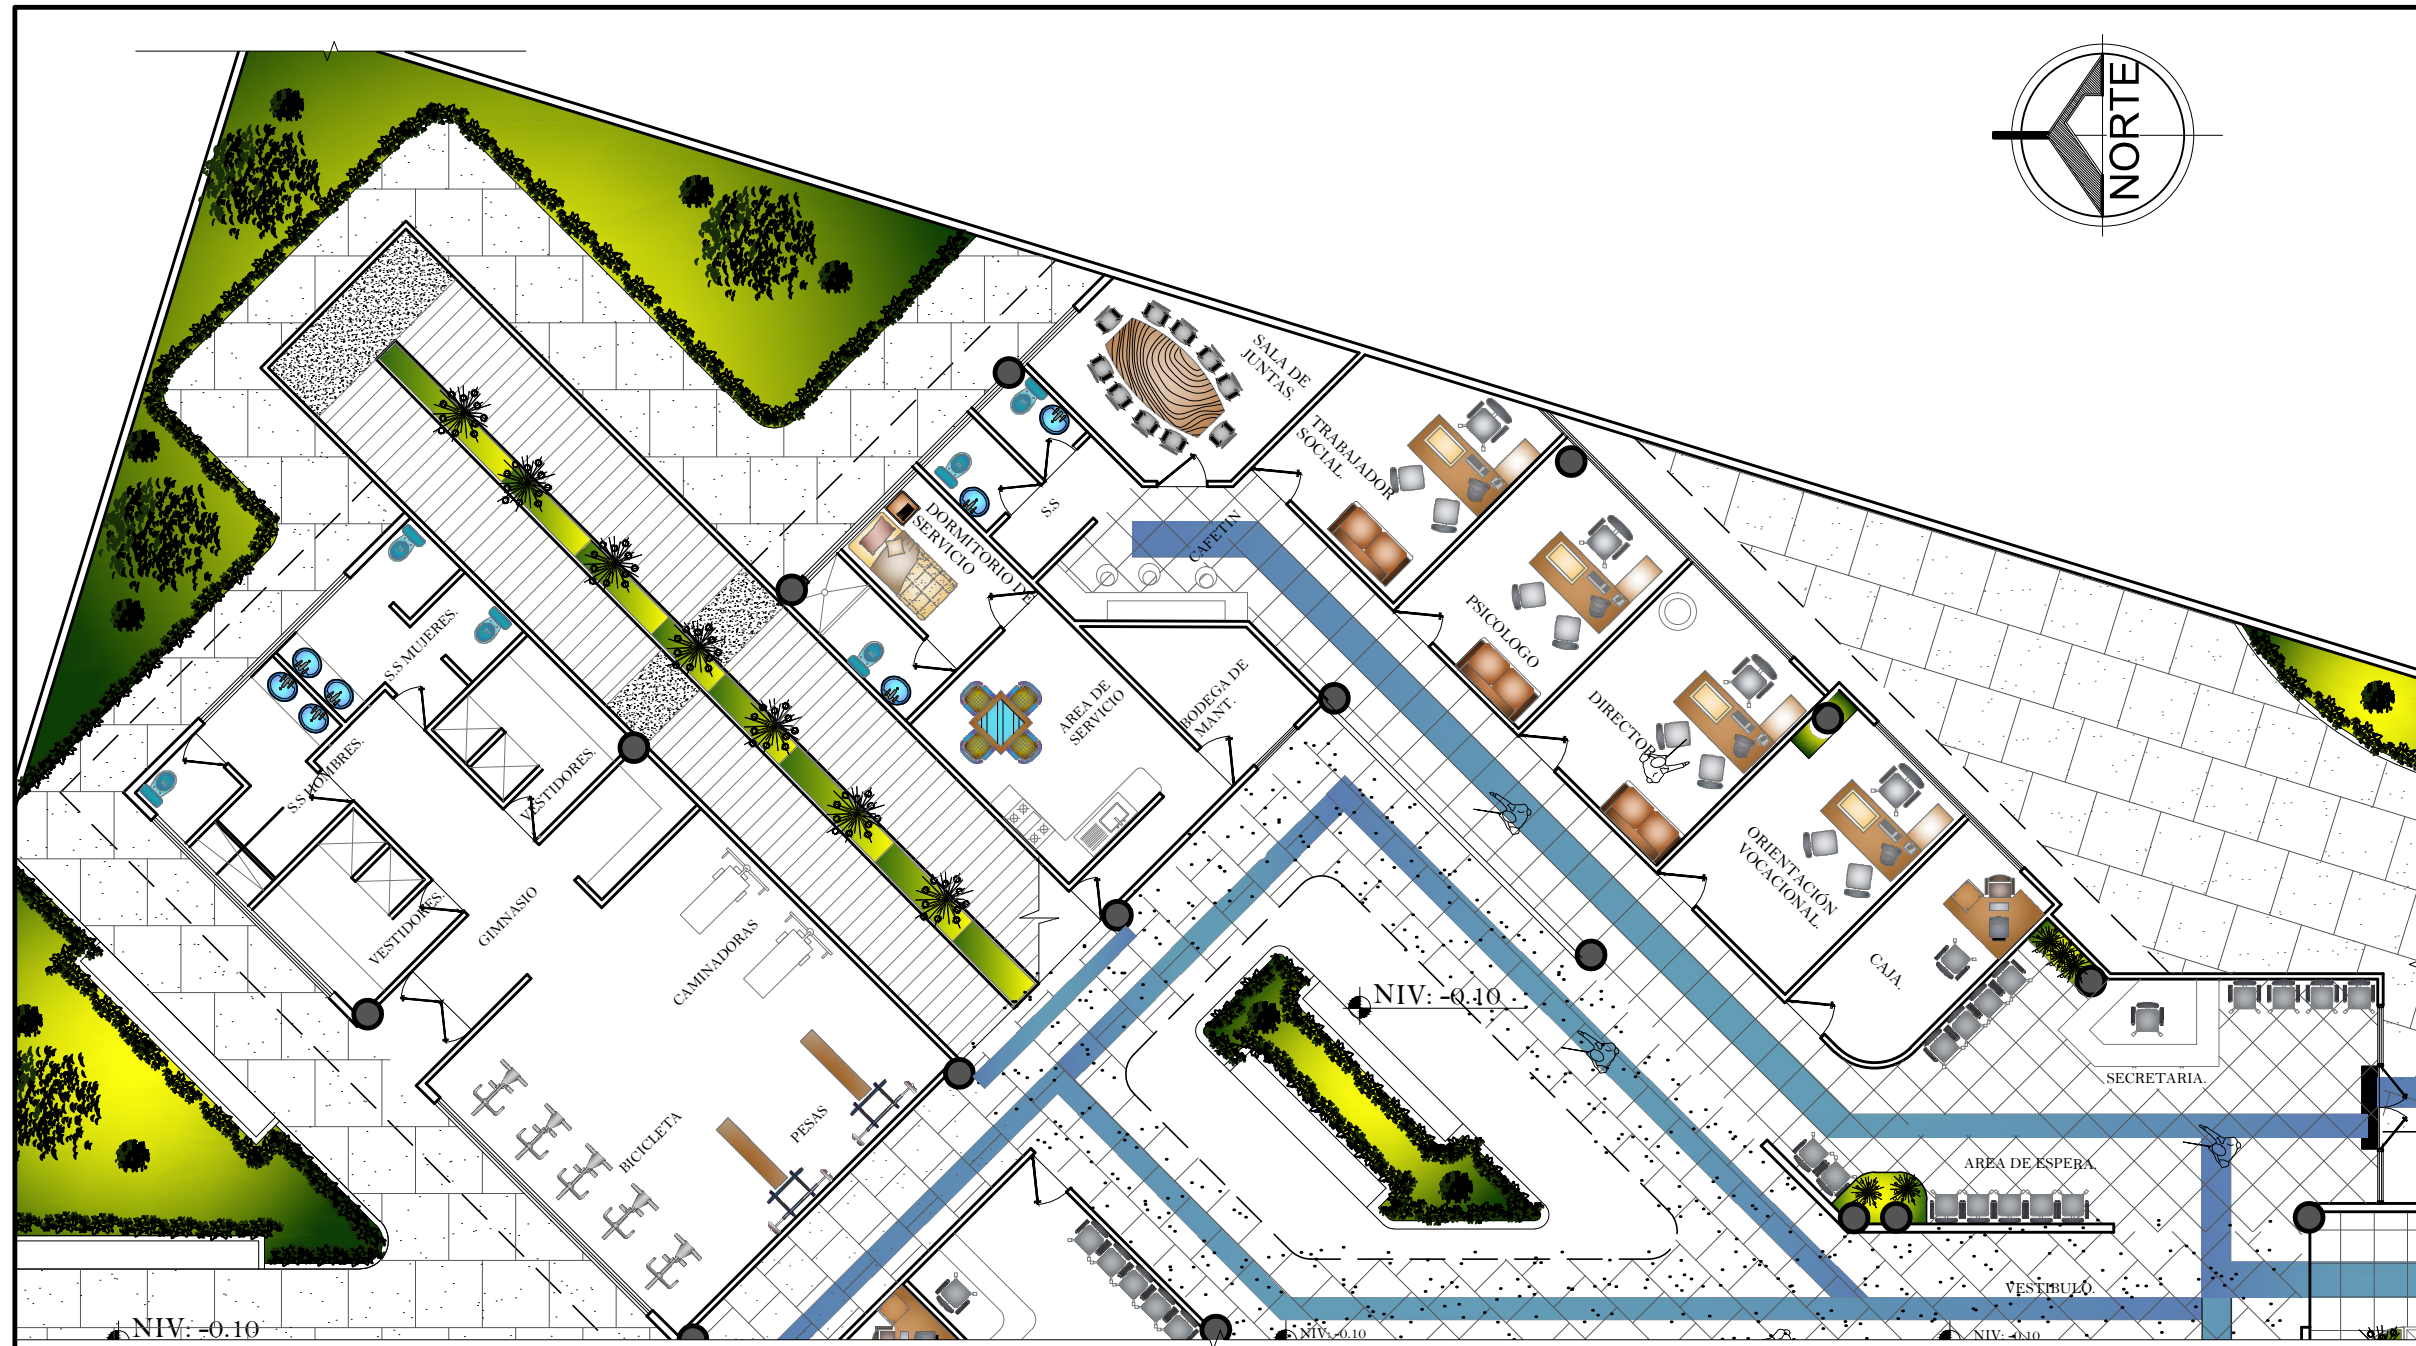 NORTE
SALA DE
JUNTAS.
TRABAJADOR
SOCIAL.
S.S
CAFETIN
DORMITORIO DE
SERVICIO
PSICOLOGO
S.S MUJERES.
AREA DE
SERVICIO
BODEGA DE
MANT.
DIRECTOR
S.S HOMBRES.
VESTIDORES.
ORIENTACIÓN
VOCACIONAL.
VESTIDORES.
GIMNASIO
CAMINADORAS
CAJA.
NIV: -0.10
SECRETARIA.
BICICLETA
PESAS
AREA DE ESPERA.
VESTIBULO.
NIV: -0.10
NIV: -0.10
NIV: -0.10